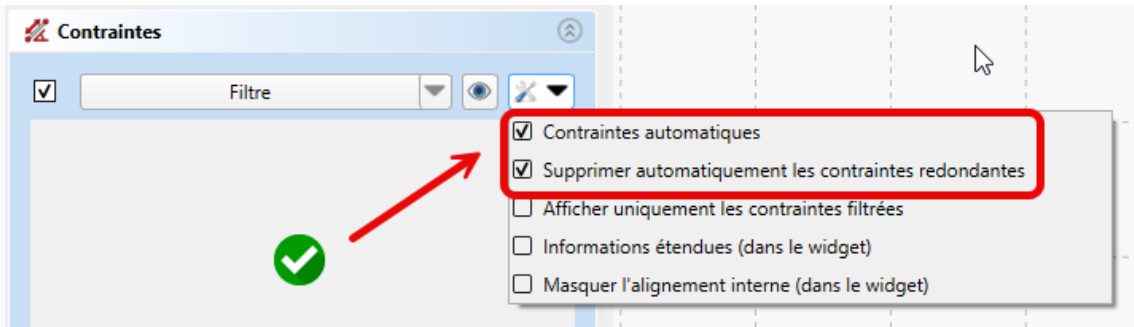 Contraintes
Filtre
Contraintes automatiques
Supprimer automatiquement les contraintes redondantes
Afficher uniquement les contraintes filtrées
Informations étendues (dans le widget)
Masquer l'alignement interne (dans le widget)